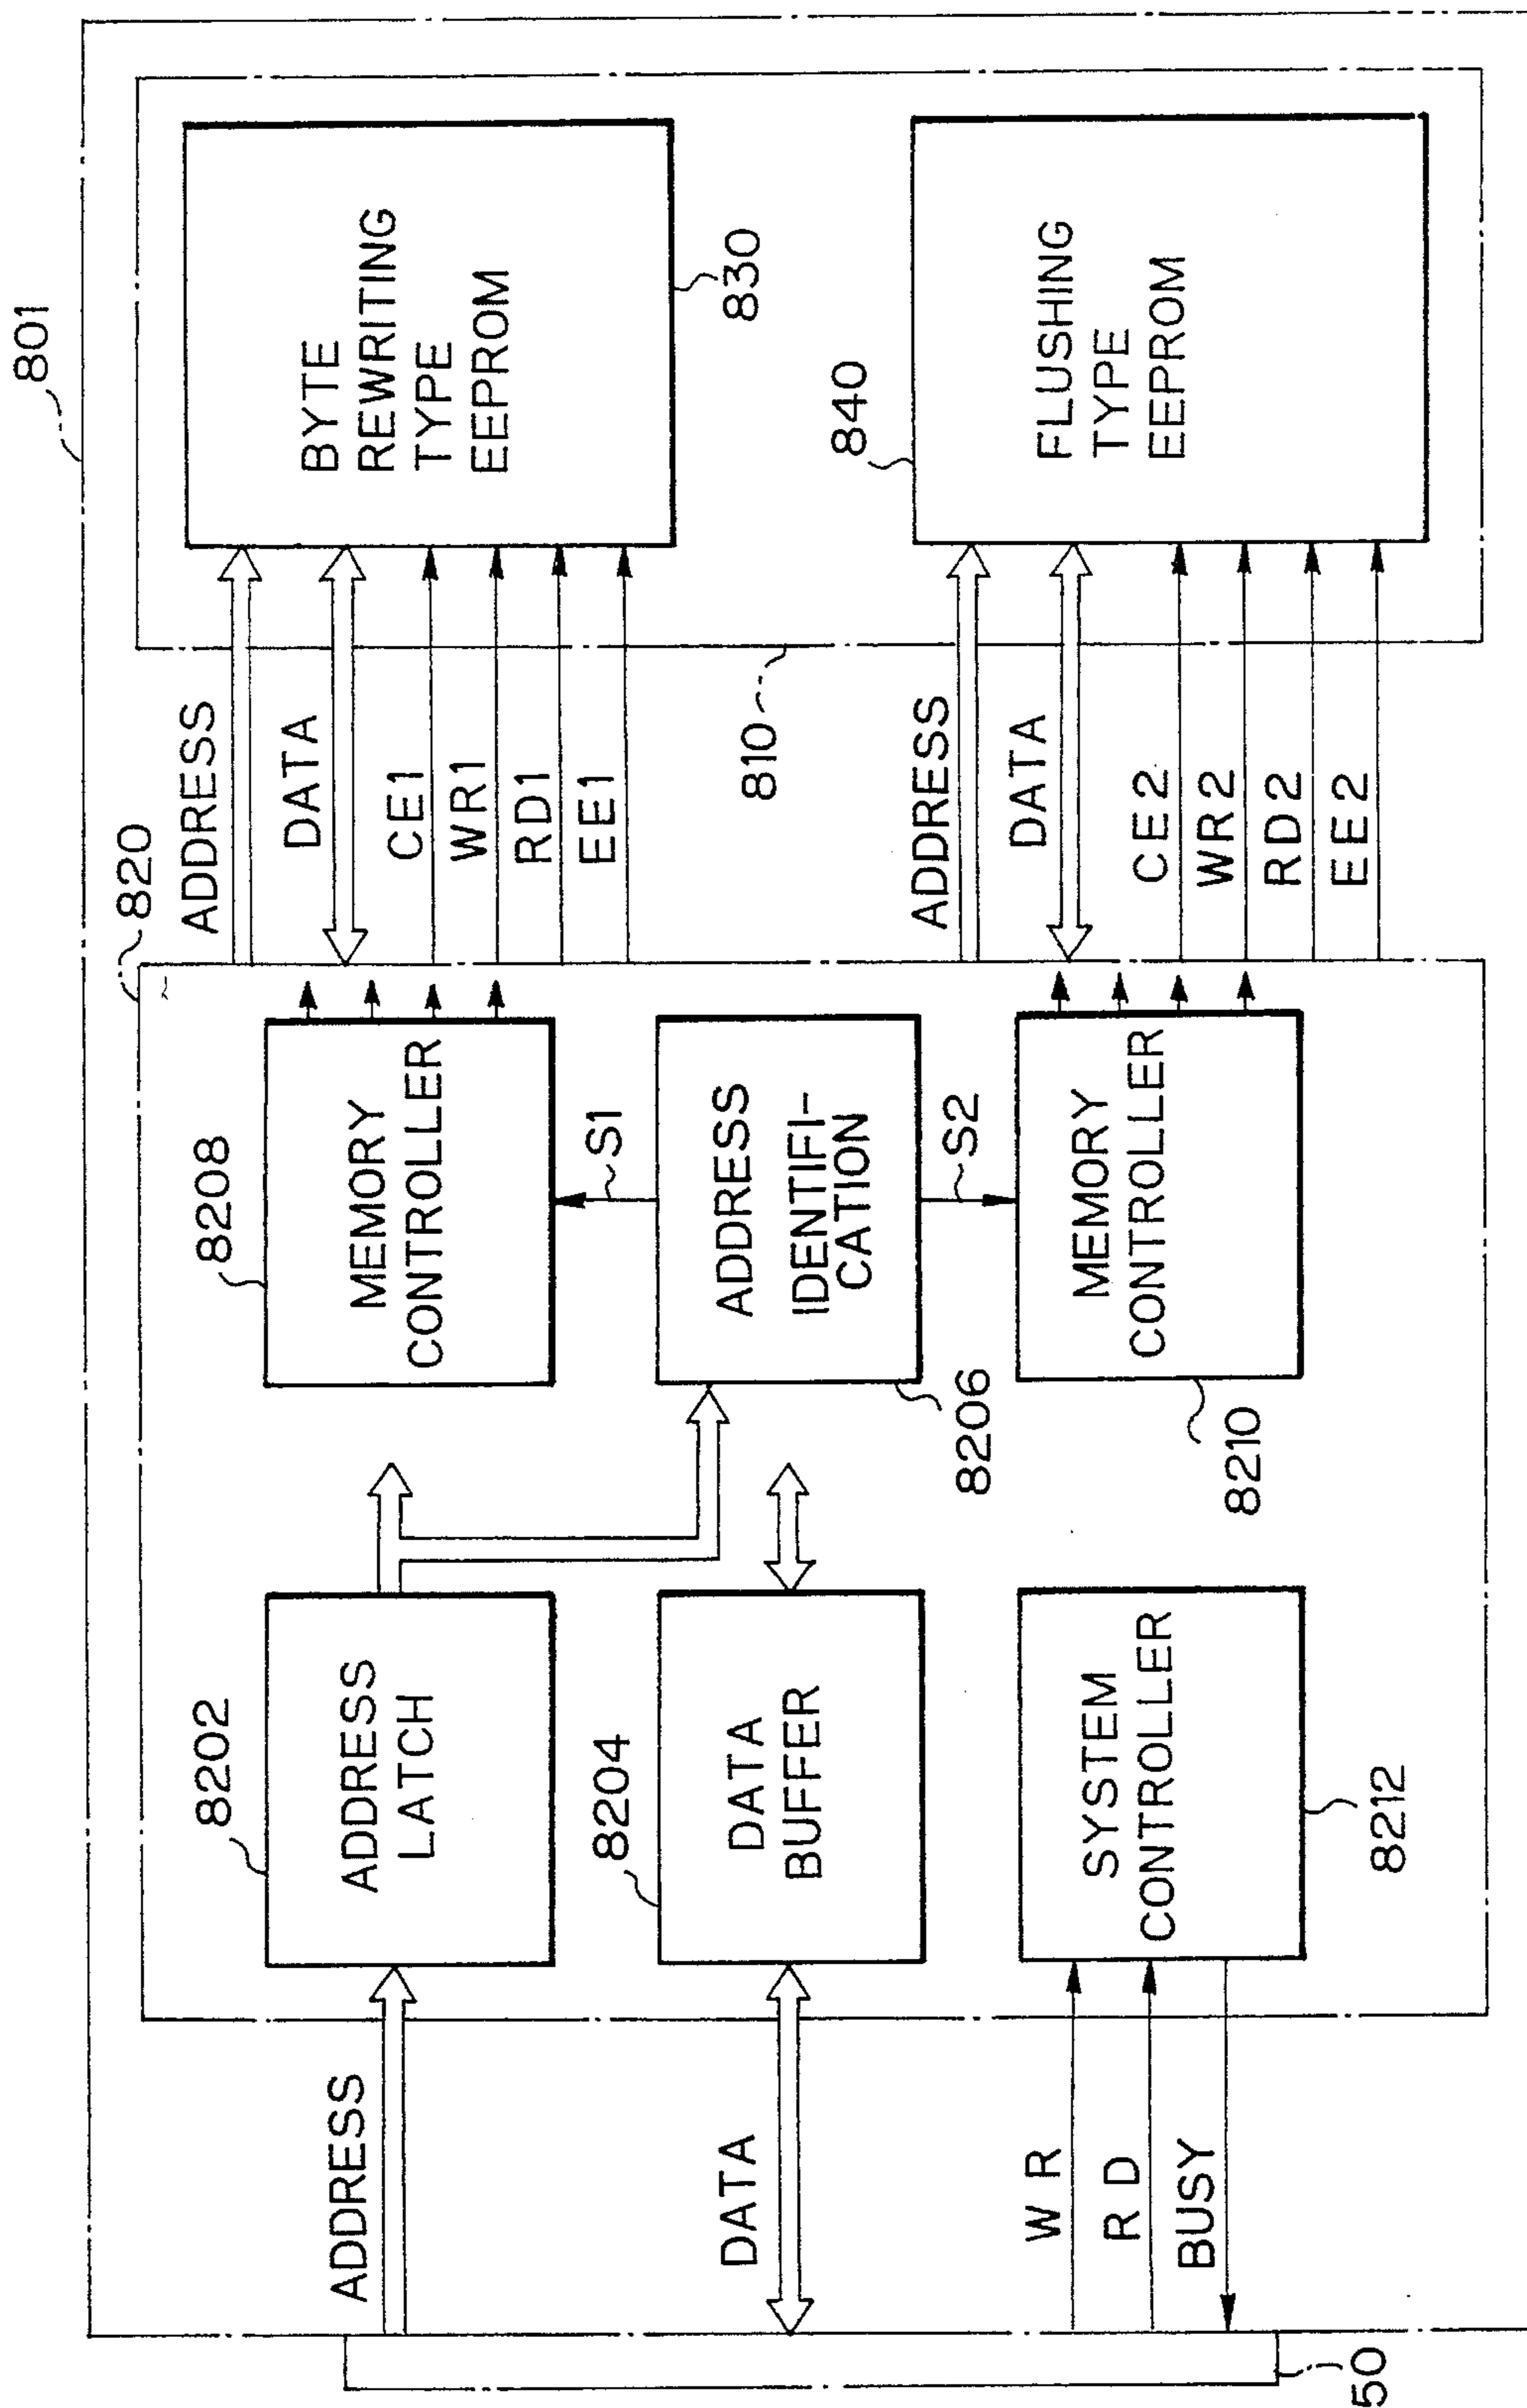 801
820
810
ADDRESS
DATA
CE1
WR1
RD1
EE1
BYTE
REWRITING
TYPE
EEPROM
830
ADDRESS
DATA
CE2
WR2
RD2
EE2
840
FLUSHING
TYPE
EEPROM
8208
MEMORY
CONTROLLER
S1
ADDRESS
IDENTIFI-
CATION
8206
S2
MEMORY
CONTROLLER
8210
8202
ADDRESS
LATCH
8204
DATA
BUFFER
SYSTEM
CONTROLLER
8212
ADDRESS
DATA
WR
RD
BUSY
50